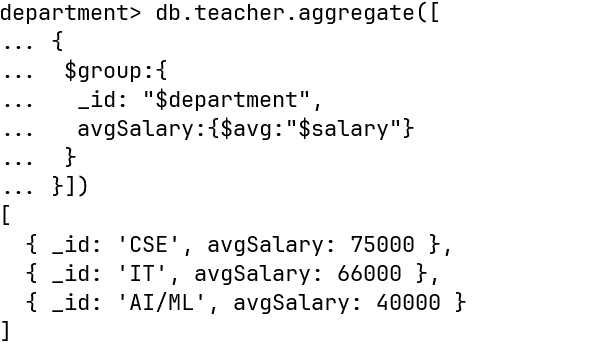 department> db.teacher.aggregate([
... {
...  $group:{
...   _id: "$department",
...   avgSalary:{$avg:"$salary"}
...  }
... }])
[
  { _id: 'CSE', avgSalary: 75000 },
  { _id: 'IT', avgSalary: 66000 },
  { _id: 'AI/ML', avgSalary: 40000 }
]